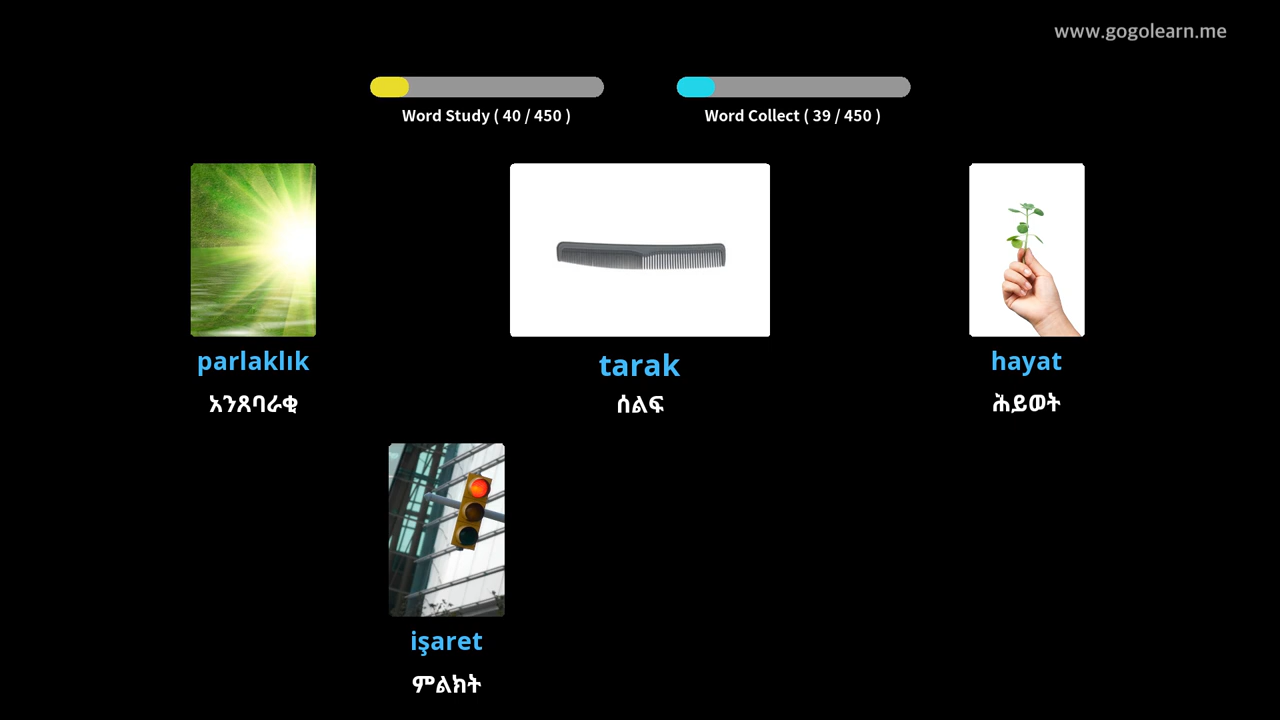 www.gogolearn.me
Word Study ( 40 / 450 )
Word Collect ( 39 / 450 )
parlaklık
አንጸባራቂ
tarak
ሰልፍ
hayat
ሕይወት
işaret
ምልክት